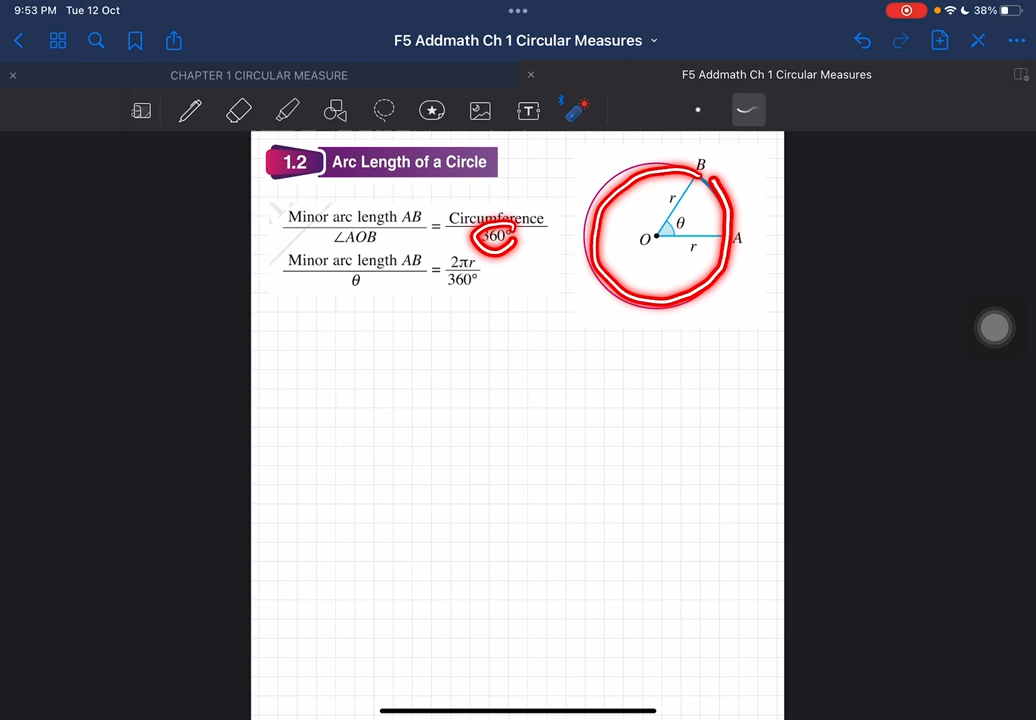 9:53 PM Tue 12 Oct
38%
F5 Addmath Ch 1 Circular Measures
CHAPTER 1 CIRCULAR MEASURE
F5 Addmath Ch 1 Circular Measures
T
1.2 Arc Length of a Circle
Minor arc length AB / ∠AOB = Circumference / 360°
Minor arc length AB / θ = 2πr / 360°
B
r
θ
O
r
A